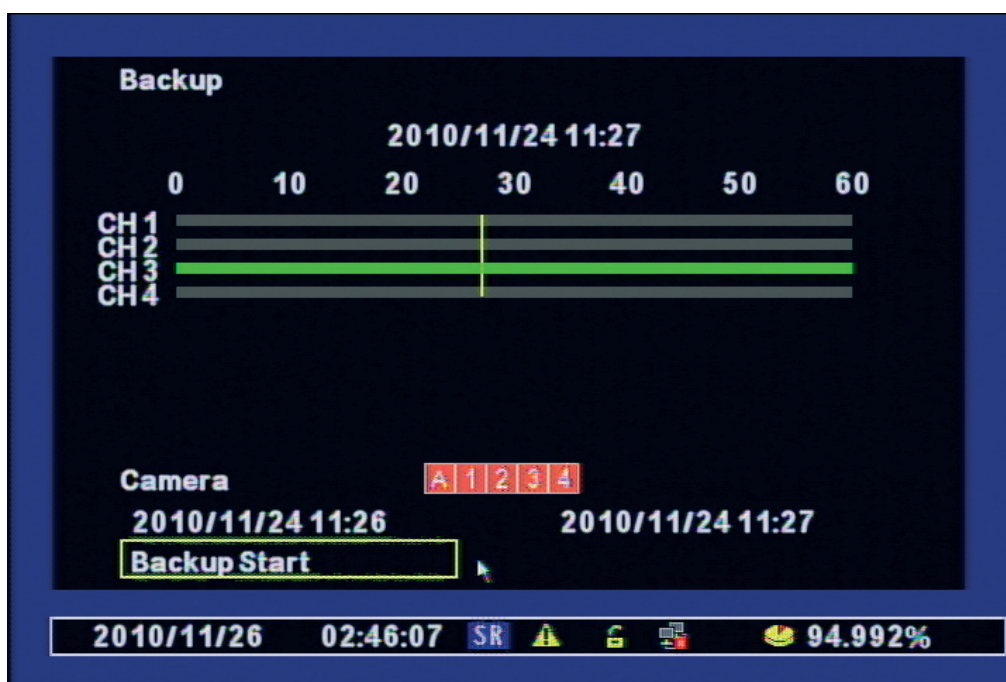 Backup
2010/11/24 11:27
0 10 20 30 40 50 60
CH 1
CH 2
CH 3
CH 4
Camera A 1 2 3 4
2010/11/24 11:26 2010/11/24 11:27
Backup Start
2010/11/26 02:46:07 SR 94.992%